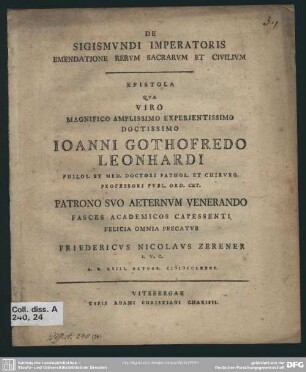 DE
SIGISMVNDI IMPERATORIS
EMENDATIONE RERVM SACRARVM ET CIVILIVM
EPISTOLA
QVA
VIRO
MAGNIFICO AMPLISSIMO EXPERIENTISSIMO
DOCTISSIMO
IOANNI GOTHOFREDO
LEONHARDI
PHILOS. ET MED. DOCTORI PATHOL. ET CHIRVRG.
PROFESSORI PVBL. ORD. CET.
PATRONO SVO AETERNVM VENERANDO
FASCES ACADEMICOS CAPESSENTI
FELICIA OMNIA PRECATVR
FRIEDERICVS NICOLAVS ZERENER
VITEBERGAE
TYPIS ADAMI CHRISTIANI CHARISII.
Coll. diss. A
240, 24